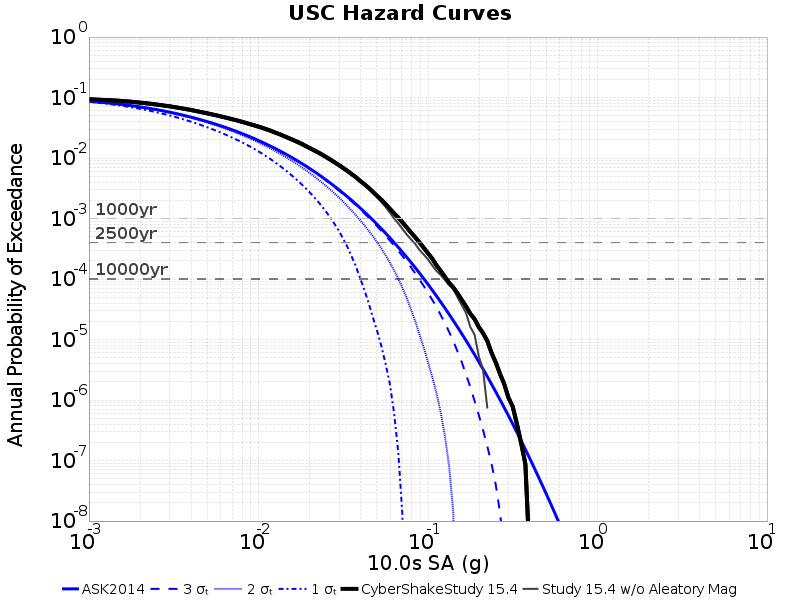 USC Hazard Curves
Annual Probability of Exceedance
10^0
10^-1
10^-2
10^-3
10^-4
10^-5
10^-6
10^-7
10^-8
1000yr
2500yr
10000yr
10^-3 10^-2 10^-1 10^0 10^1
10.0s SA (g)
ASK2014 3 σₜ 2 σₜ 1 σₜ CyberShakeStudy 15.4 Study 15.4 w/o Aleatory Mag